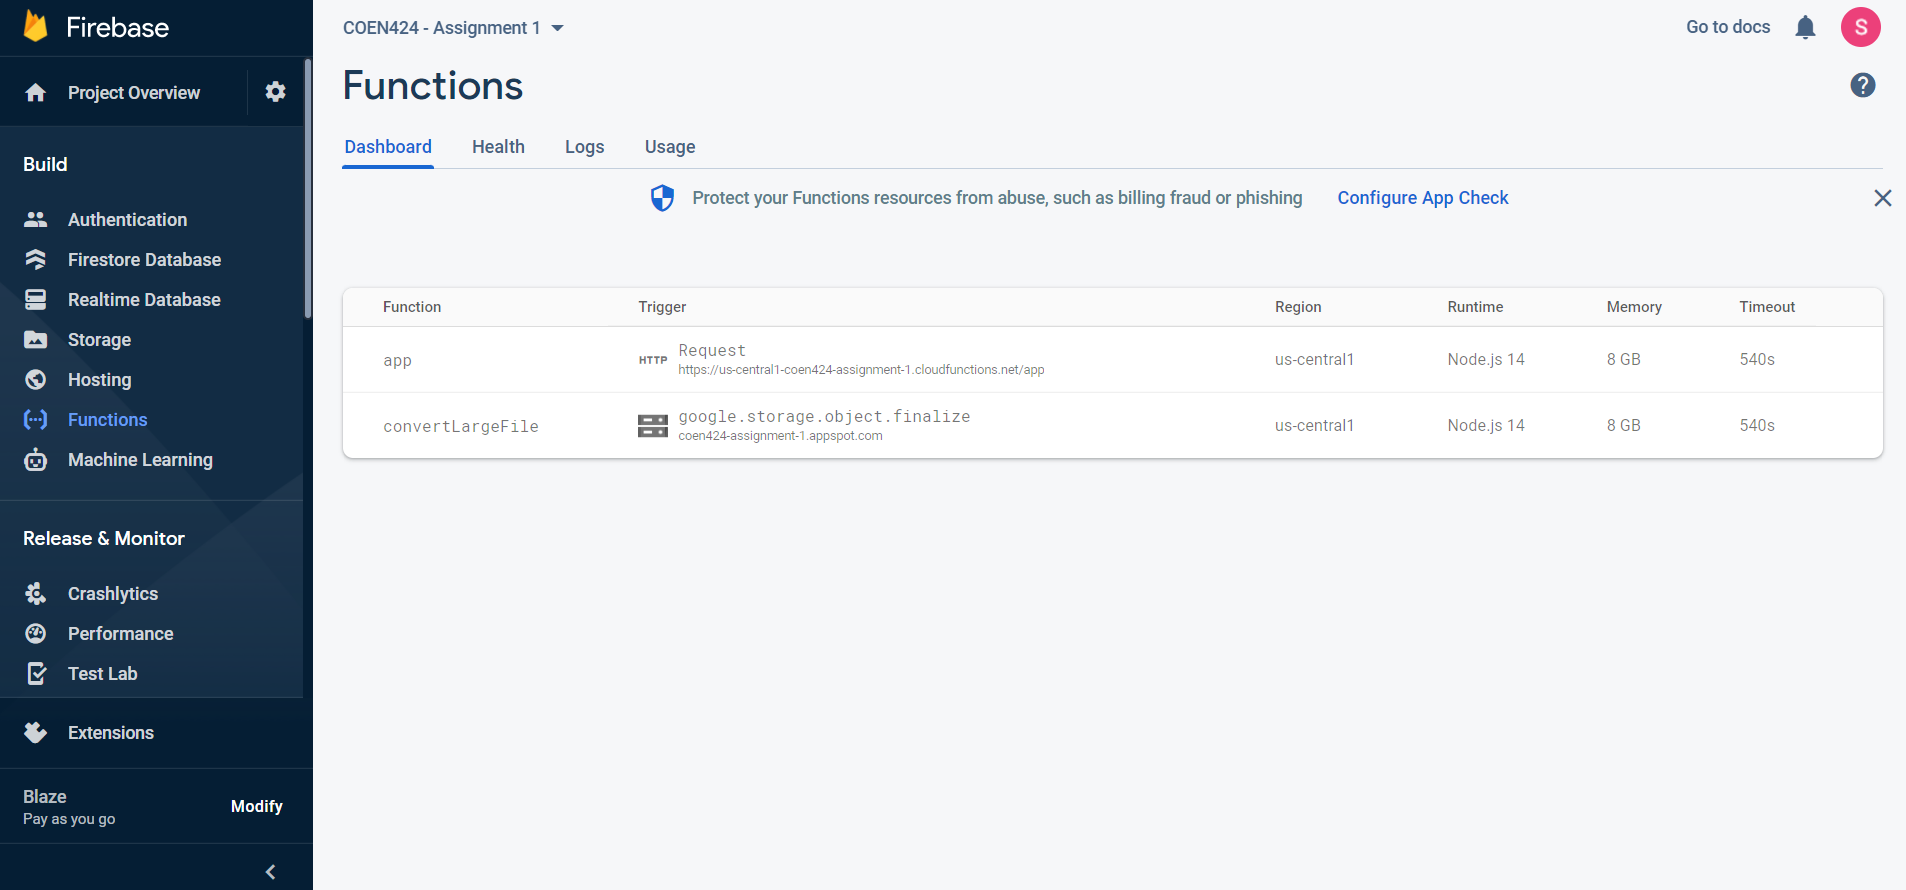 Firebase
Project Overview
Build
Authentication
Firestore Database
Realtime Database
Storage
Hosting
Functions
Machine Learning
Release & Monitor
Crashlytics
Performance
Test Lab
Extensions
Blaze
Pay as you go
Modify
COEN424 - Assignment 1
Go to docs
S
Functions
?
Dashboard Health Logs Usage
Protect your Functions resources from abuse, such as billing fraud or phishing Configure App Check
Function Trigger Region Runtime Memory Timeout
app HTTP Request us-central1 Node.js 14 8 GB 540s
https://us-central1-coen424-assignment-1.cloudfunctions.net/app
convertLargeFile google.storage.object.finalize us-central1 Node.js 14 8 GB 540s
coen424-assignment-1.appspot.com